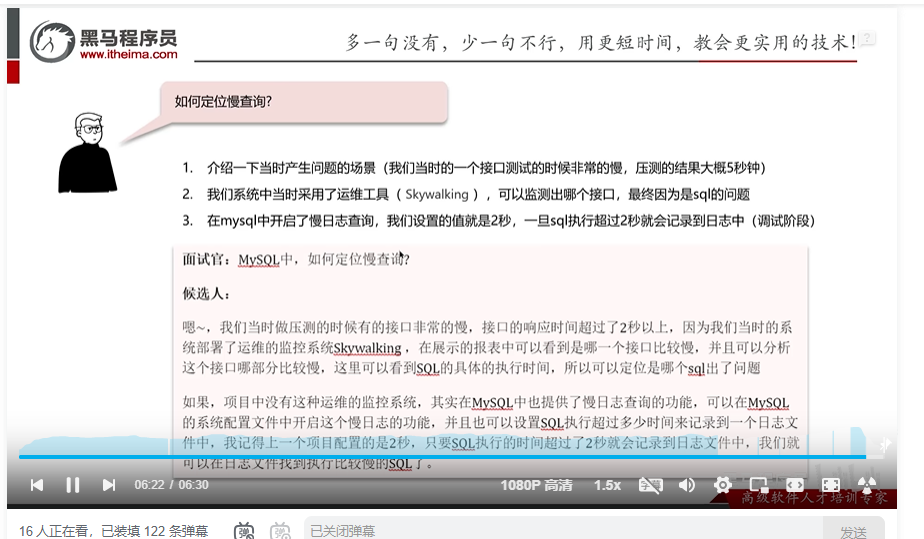 黑马程序员
www.itheima.com
多一句没有，少一句不行，用更短时间，教会更实用的技术!
?
如何定位慢查询?
1. 介绍一下当时产生问题的场景（我们当时的一个接口测试的时候非常的慢，压测的结果大概5秒钟）
2. 我们系统中当时采用了运维工具（ Skywalking ），可以监测出哪个接口，最终因为是sql的问题
3. 在mysql中开启了慢日志查询，我们设置的值就是2秒，一旦sql执行超过2秒就会记录到日志中（调试阶段）
面试官：MySQL中，如何定位慢查询?
候选人：
嗯~，我们当时做压测的时候有的接口非常的慢，接口的响应时间超过了2秒以上，因为我们当时的系
统部署了运维的监控系统Skywalking ，在展示的报表中可以看到是哪一个接口比较慢，并且可以分析
这个接口哪部分比较慢，这里可以看到SQL的具体的执行时间，所以可以定位是哪个sql出了问题
如果，项目中没有这种运维的监控系统，其实在MySQL中也提供了慢日志查询的功能，可以在MySQL
的系统配置文件中开启这个慢日志的功能，并且也可以设置SQL执行超过多少时间来记录到一个日志文
件中，我记得上一个项目配置的是2秒，只要SQL执行的时间超过了2秒就会记录到日志文件中，我们就
可以在日志文件找到执行比较慢的SQL了。
06:22 / 06:30
1080P 高清
1.5x
字幕
高级软件人才培训专家
16 人正在看，已装填 122 条弹幕
弹
弹
已关闭弹幕
发送